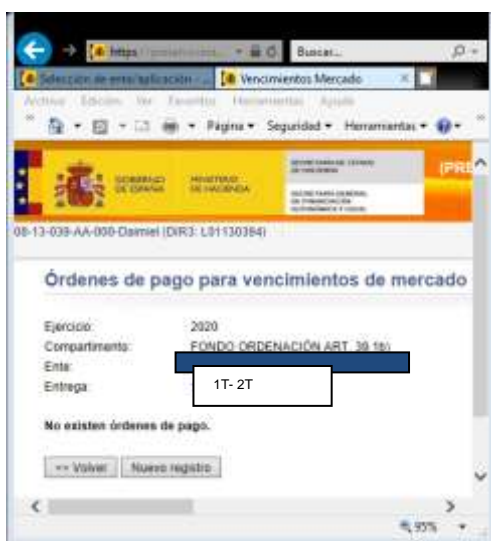 https
Buscar...
Selección de ente/aplicación - ...
Vencimientos Mercado
Archivo Edición Ver Favoritos Herramientas Ayuda
Página Seguridad Herramientas
GOBIERNO DE ESPAÑA
MINISTERIO DE HACIENDA
(PRE
08-13-039-AA-000-Daimiel (DIR3: L01130394)
Órdenes de pago para vencimientos de mercado
Ejercicio: 2020
Compartimento: FONDO ORDENACIÓN ART. 39.1b)
Ente:
Entrega:
1T- 2T
No existen órdenes de pago.
<< Volver Nuevo registro
95%